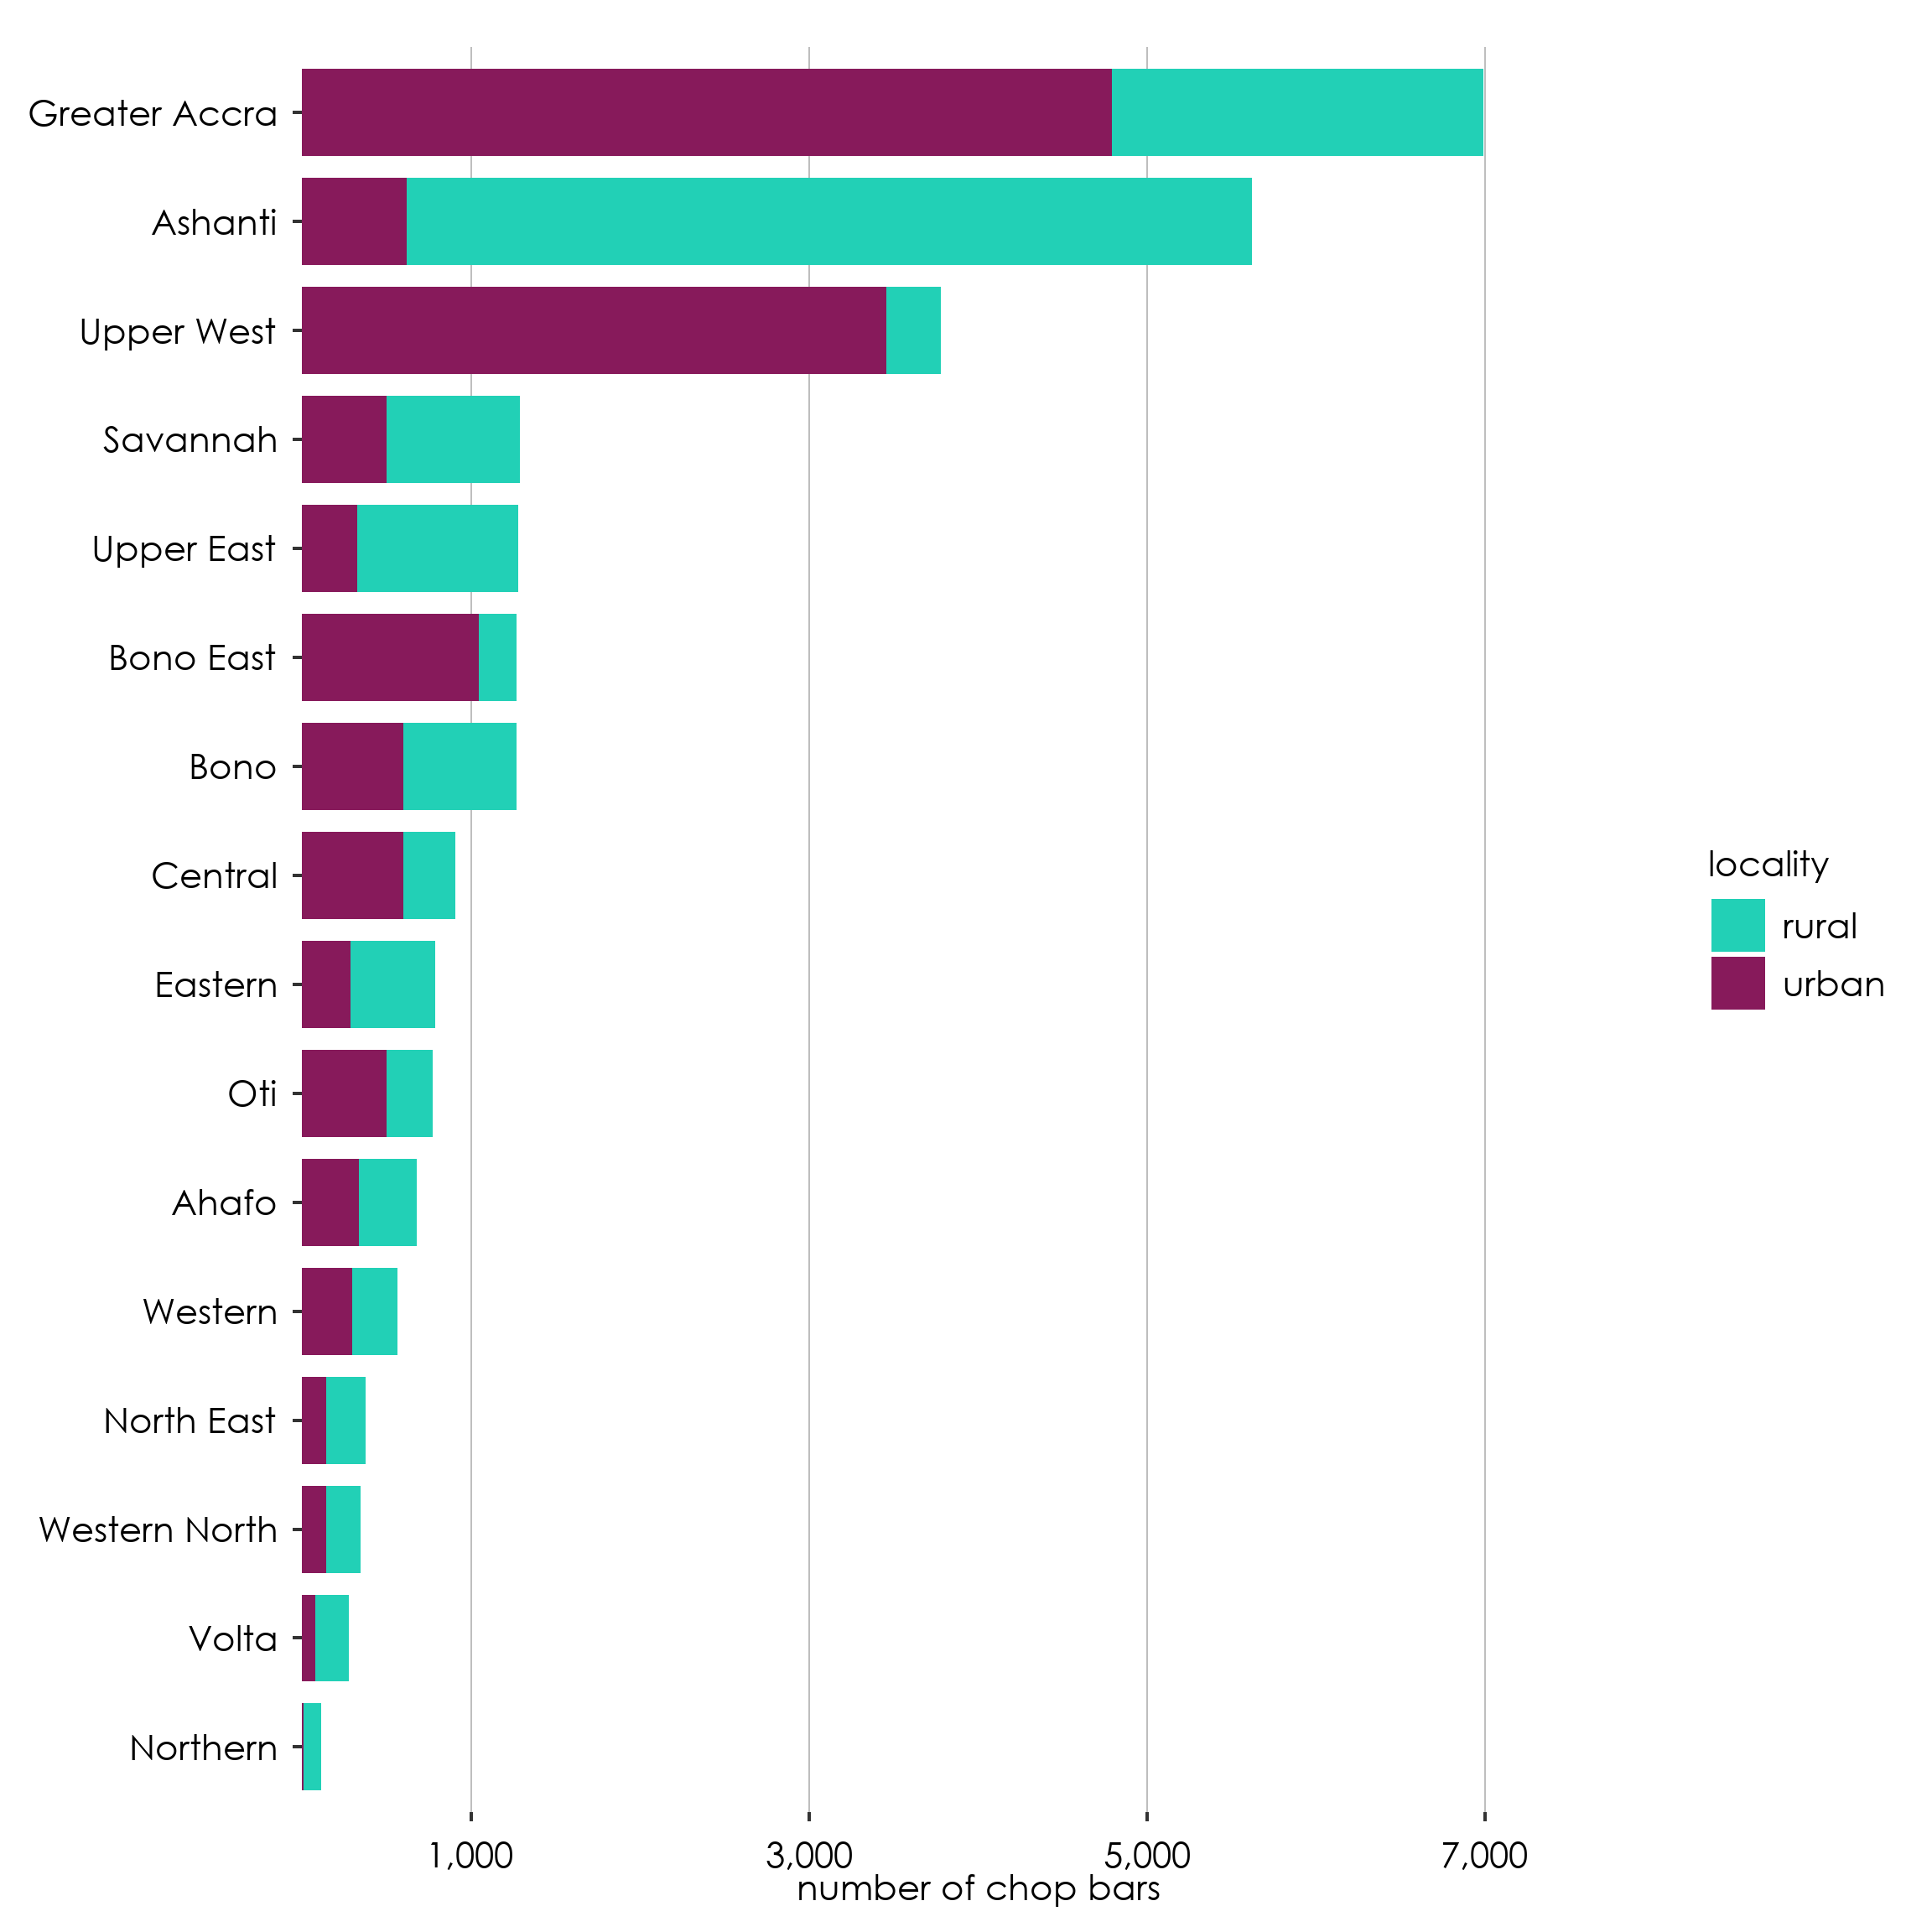 Greater Accra
Ashanti
Upper West
Savannah
Upper East
Bono East
Bono
Central
Eastern
Oti
Ahafo
Western
North East
Western North
Volta
Northern
1,000 3,000 5,000 7,000
number of chop bars
locality
rural
urban